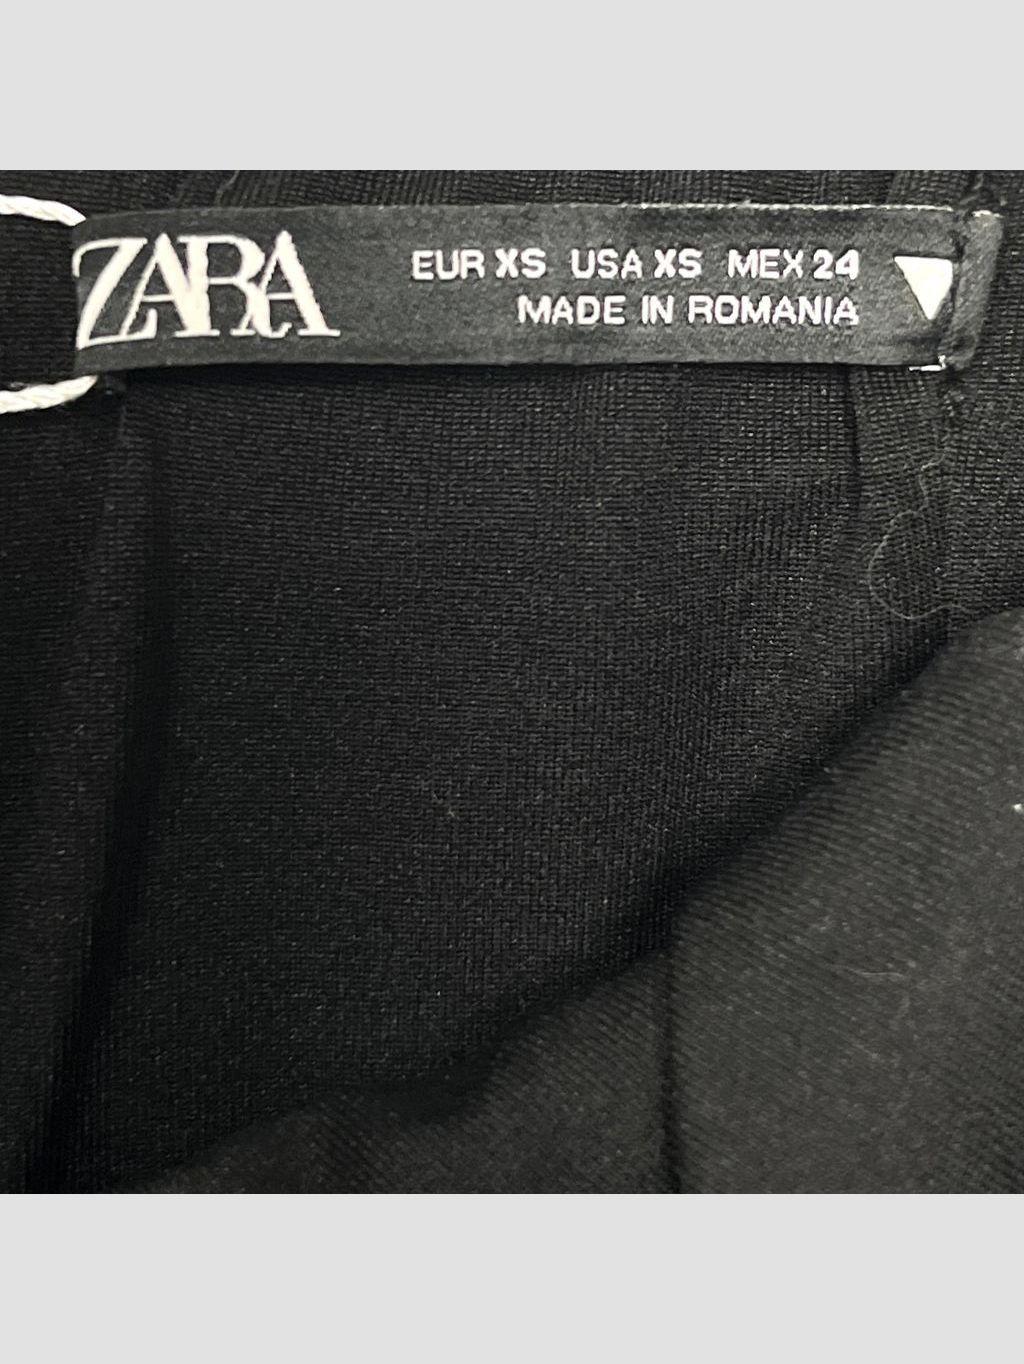 ZARA
EUR XS USA XS MEX 24
MADE IN ROMANIA